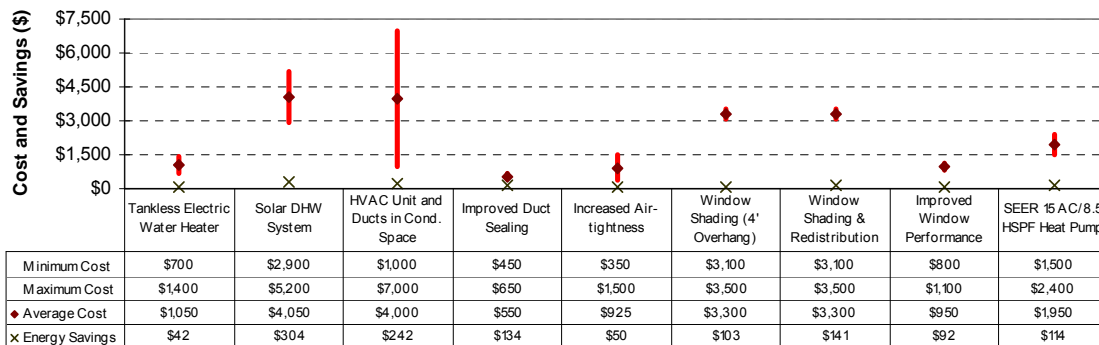 Cost and Savings ($)
$7,500
$6,000
$4,500
$3,000
$1,500
$0
Tankless Electric Water Heater
Solar DHW System
HVAC Unit and Ducts in Cond. Space
Improved Duct Sealing
Increased Air-tightness
Window Shading (4' Overhang)
Window Shading & Redistribution
Improved Window Performance
SEER 15 AC/8.5 HSPF Heat Pump
Minimum Cost $700 $2,900 $1,000 $450 $350 $3,100 $3,100 $800 $1,500
Maximum Cost $1,400 $5,200 $7,000 $650 $1,500 $3,500 $3,500 $1,100 $2,400
Average Cost $1,050 $4,050 $4,000 $550 $925 $3,300 $3,300 $950 $1,950
Energy Savings $42 $304 $242 $134 $50 $103 $141 $92 $114